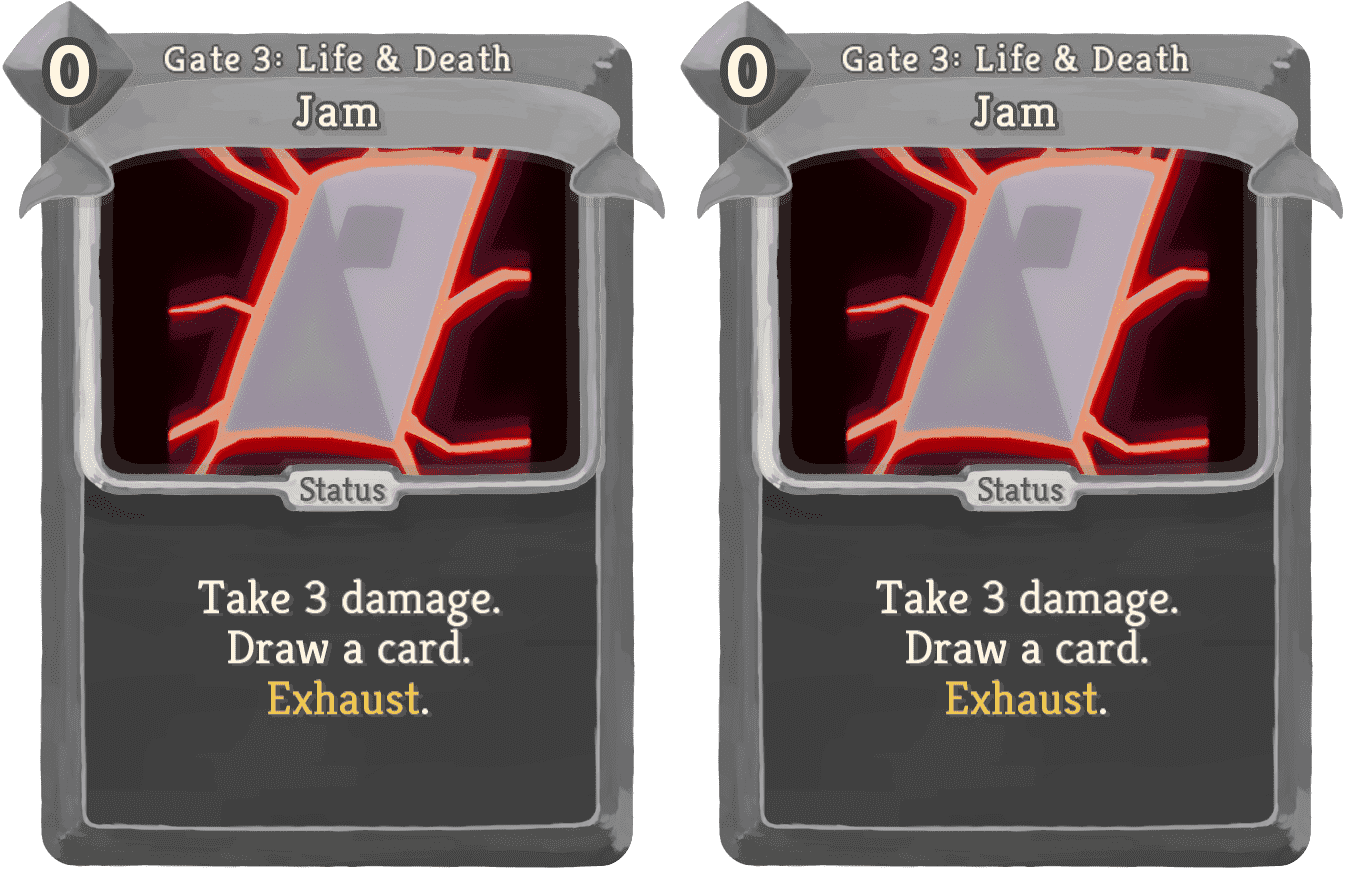 0
Gate 3: Life & Death
Jam
Status
Take 3 damage.
Draw a card.
Exhaust.
0
Gate 3: Life & Death
Jam
Status
Take 3 damage.
Draw a card.
Exhaust.